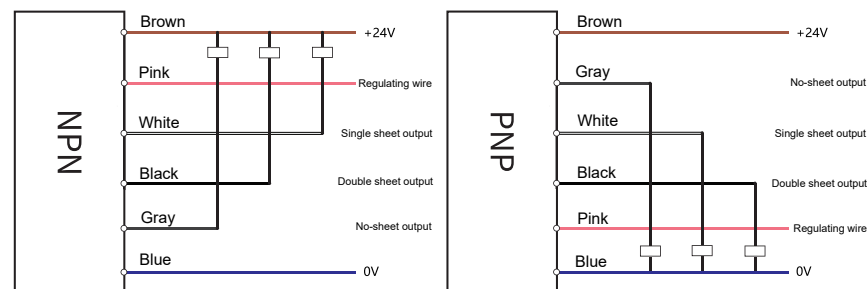 NPN
Brown +24V
Pink Regulating wire
White Single sheet output
Black Double sheet output
Gray No-sheet output
Blue 0V
PNP
Brown +24V
Gray No-sheet output
White Single sheet output
Black Double sheet output
Pink Regulating wire
Blue 0V